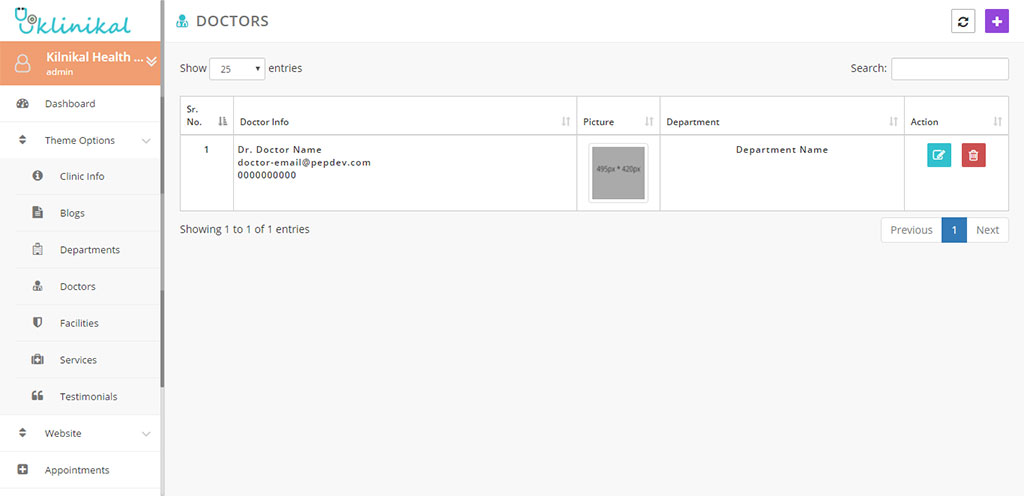 klinikal
DOCTORS
Kilnikal Health ...
admin
Dashboard
Theme Options
Clinic Info
Blogs
Departments
Doctors
Facilities
Services
Testimonials
Website
Appointments
Show 25 entries
Search:
Sr. No.
Doctor Info
Picture
Department
Action
1
Dr. Doctor Name
doctor-email@pepdev.com
0000000000
495px * 420px
Department Name
Showing 1 to 1 of 1 entries
Previous 1 Next